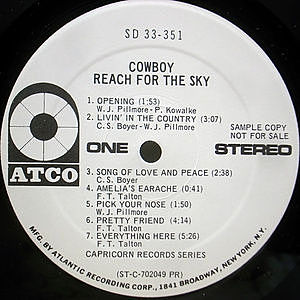 SD 33-351
COWBOY
REACH FOR THE SKY
1. OPENING (1:53)
W. J. Pillmore - P. Kowalke
2. LIVIN' IN THE COUNTRY (3:07)
C. S. Boyer - W. J. Pillmore
SAMPLE COPY
NOT FOR SALE
ONE
STEREO
ATCO
3. SONG OF LOVE AND PEACE (2:38)
C. S. Boyer
4. AMELIA'S EARACHE (0:41)
F. T. Talton
5. PICK YOUR NOSE (1:50)
W. J. Pillmore
6. PRETTY FRIEND (4:14)
F. T. Talton
7. EVERYTHING HERE (5:26)
F. T. Talton
CAPRICORN RECORDS SERIES
(ST-C-702049 PR)
MFG. BY ATLANTIC RECORDING CORP., 1841 BROADWAY, NEW YORK, N.Y.